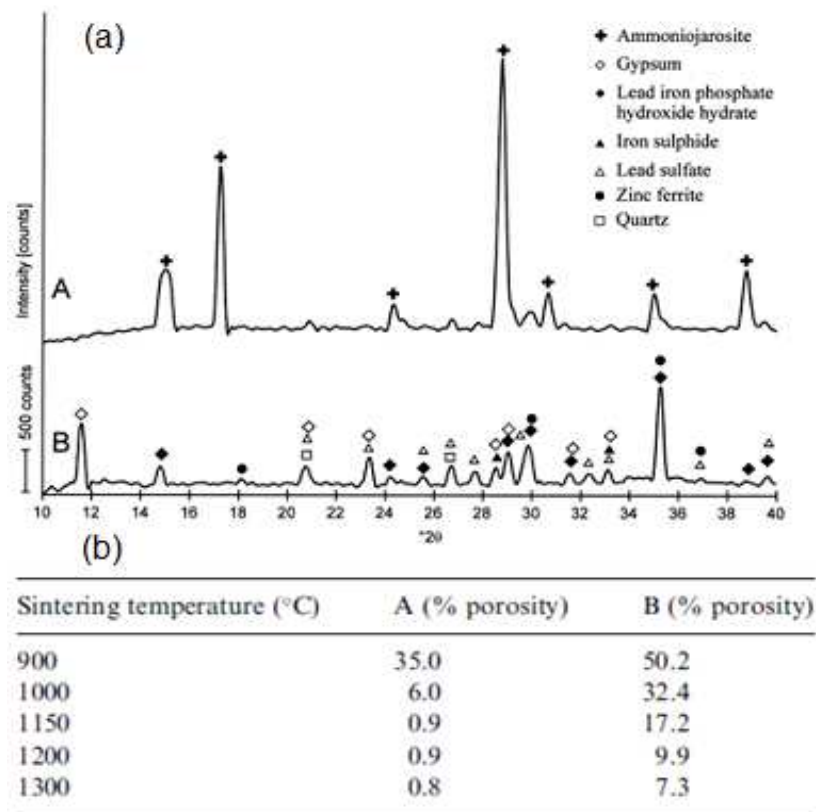 (a)
Ammoniojarosite
Gypsum
Lead iron phosphate
hydroxide hydrate
Iron sulphide
Lead sulfate
Zinc ferrite
Quartz
Intensity [counts]
A
500 counts
B
10 12 14 16 18 20 22 24 26 28 30 32 34 36 38 40
°2θ
(b)
Sintering temperature (°C) A (% porosity) B (% porosity)
900 35.0 50.2
1000 6.0 32.4
1150 0.9 17.2
1200 0.9 9.9
1300 0.8 7.3